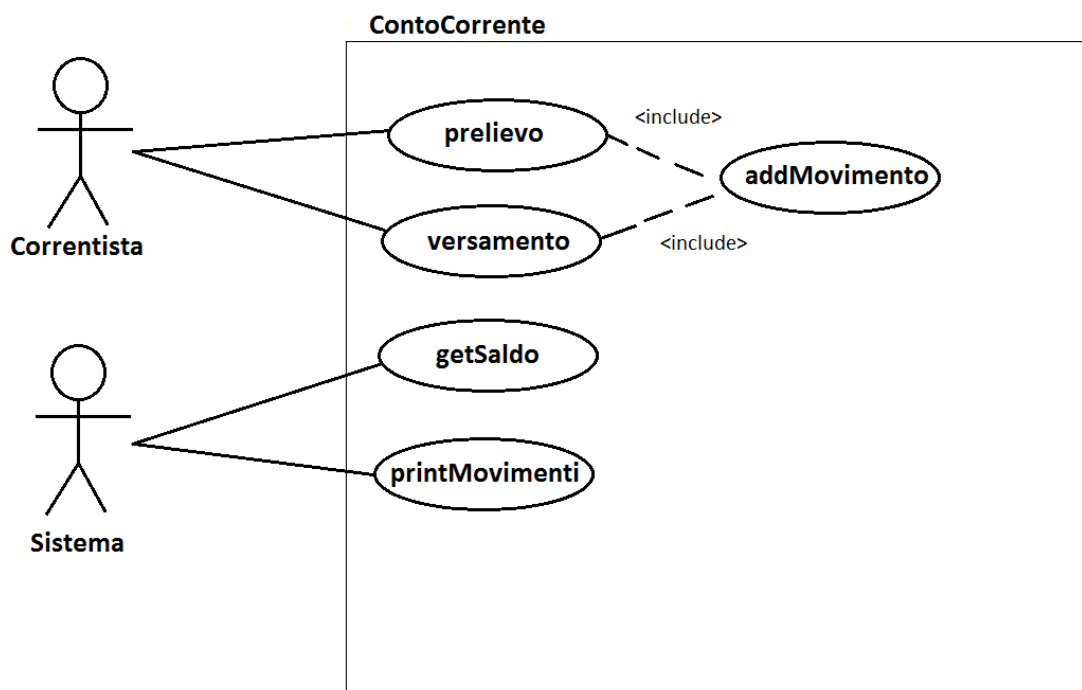 ContoCorrente
prelievo
<include>
addMovimento
Correntista
versamento
<include>
getSaldo
printMovimenti
Sistema